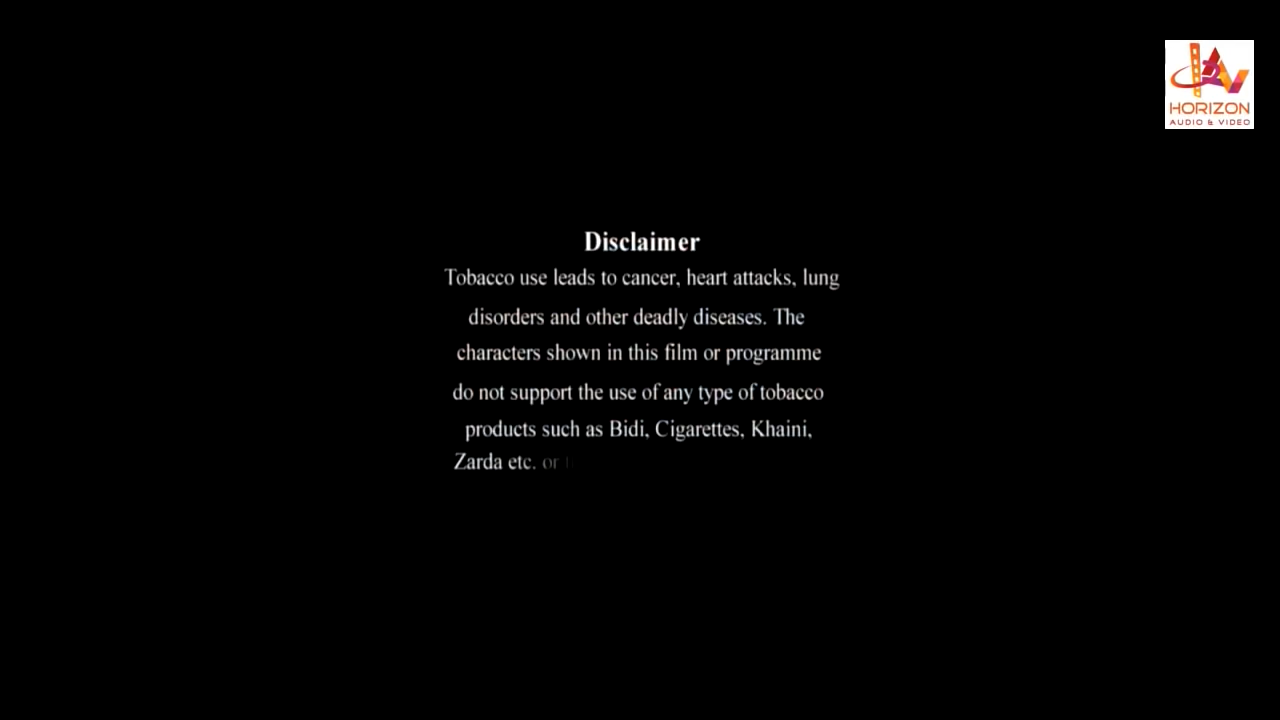 HORIZON
AUDIO & VIDEO
Disclaimer
Tobacco use leads to cancer, heart attacks, lung
disorders and other deadly diseases. The
characters shown in this film or programme
do not support the use of any type of tobacco
products such as Bidi, Cigarettes, Khaini,
Zarda etc. or